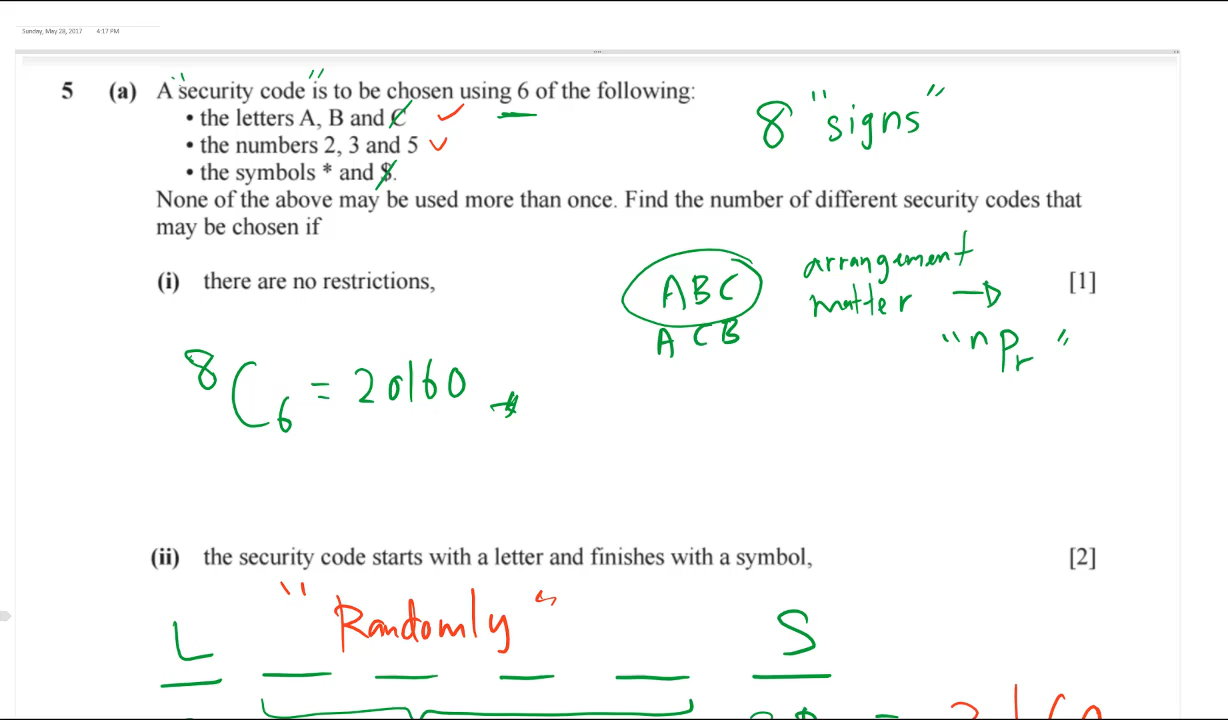 Sunday, May 28, 2017 4:17 PM
5 (a) A "security code" is to be chosen using 6 of the following:
• the letters A, B and C
• the numbers 2, 3 and 5
• the symbols * and $.
8 "signs"
None of the above may be used more than once. Find the number of different security codes that
may be chosen if
(i) there are no restrictions, [1]
ABC
ACB
arrangement
matter →
"nPr"
8C6 = 20160
(ii) the security code starts with a letter and finishes with a symbol, [2]
"Randomly"
L S